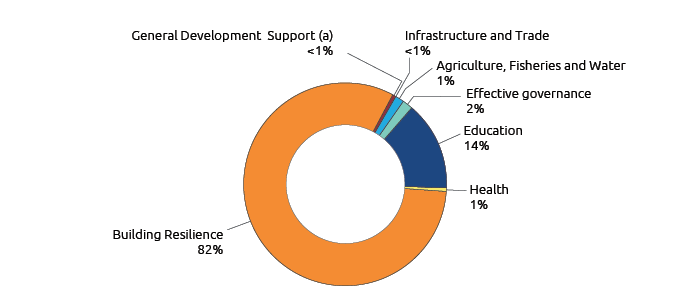 General Development Support (a)
<1%
Infrastructure and Trade
<1%
Agriculture, Fisheries and Water
1%
Effective governance
2%
Education
14%
Health
1%
Building Resilience
82%